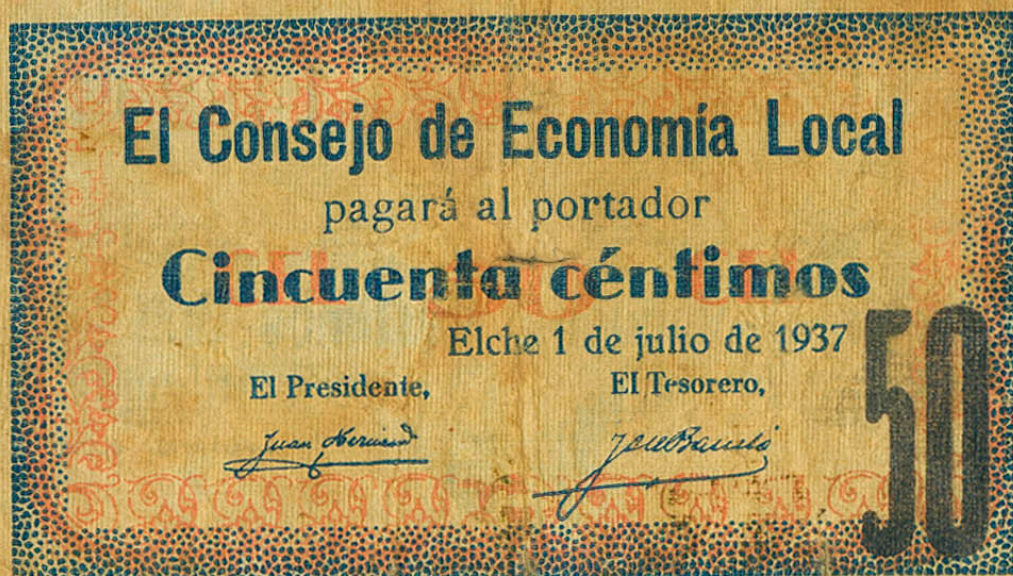 El Consejo de Economía Local
pagará al portador
Cincuenta céntimos
Elche 1 de julio de 1937
El Presidente, El Tesorero,
Juan
50